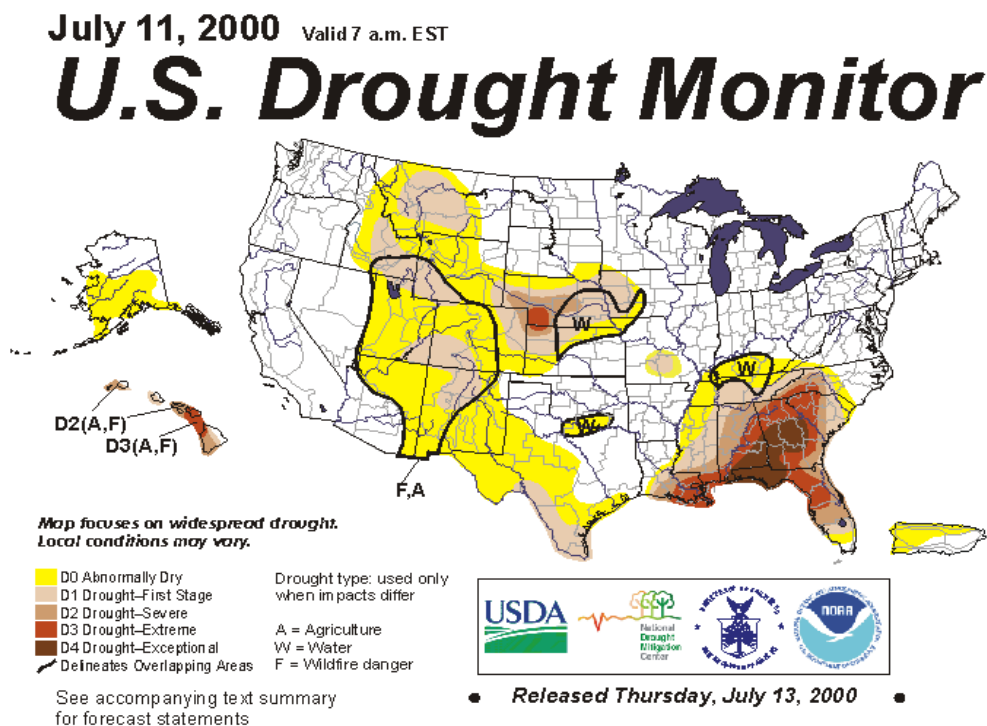 July 11, 2000 Valid 7 a.m. EST
U.S. Drought Monitor
W
W
W
D2(A,F)
D3(A,F)
F,A
Map focuses on widespread drought.
Local conditions may vary.
D0 Abnormally Dry
D1 Drought–First Stage
D2 Drought–Severe
D3 Drought–Extreme
D4 Drought–Exceptional
Delineates Overlapping Areas
Drought type: used only
when impacts differ
A = Agriculture
W = Water
F = Wildfire danger
USDA
National
Drought
Mitigation
Center
NOAA
See accompanying text summary
for forecast statements
Released Thursday, July 13, 2000